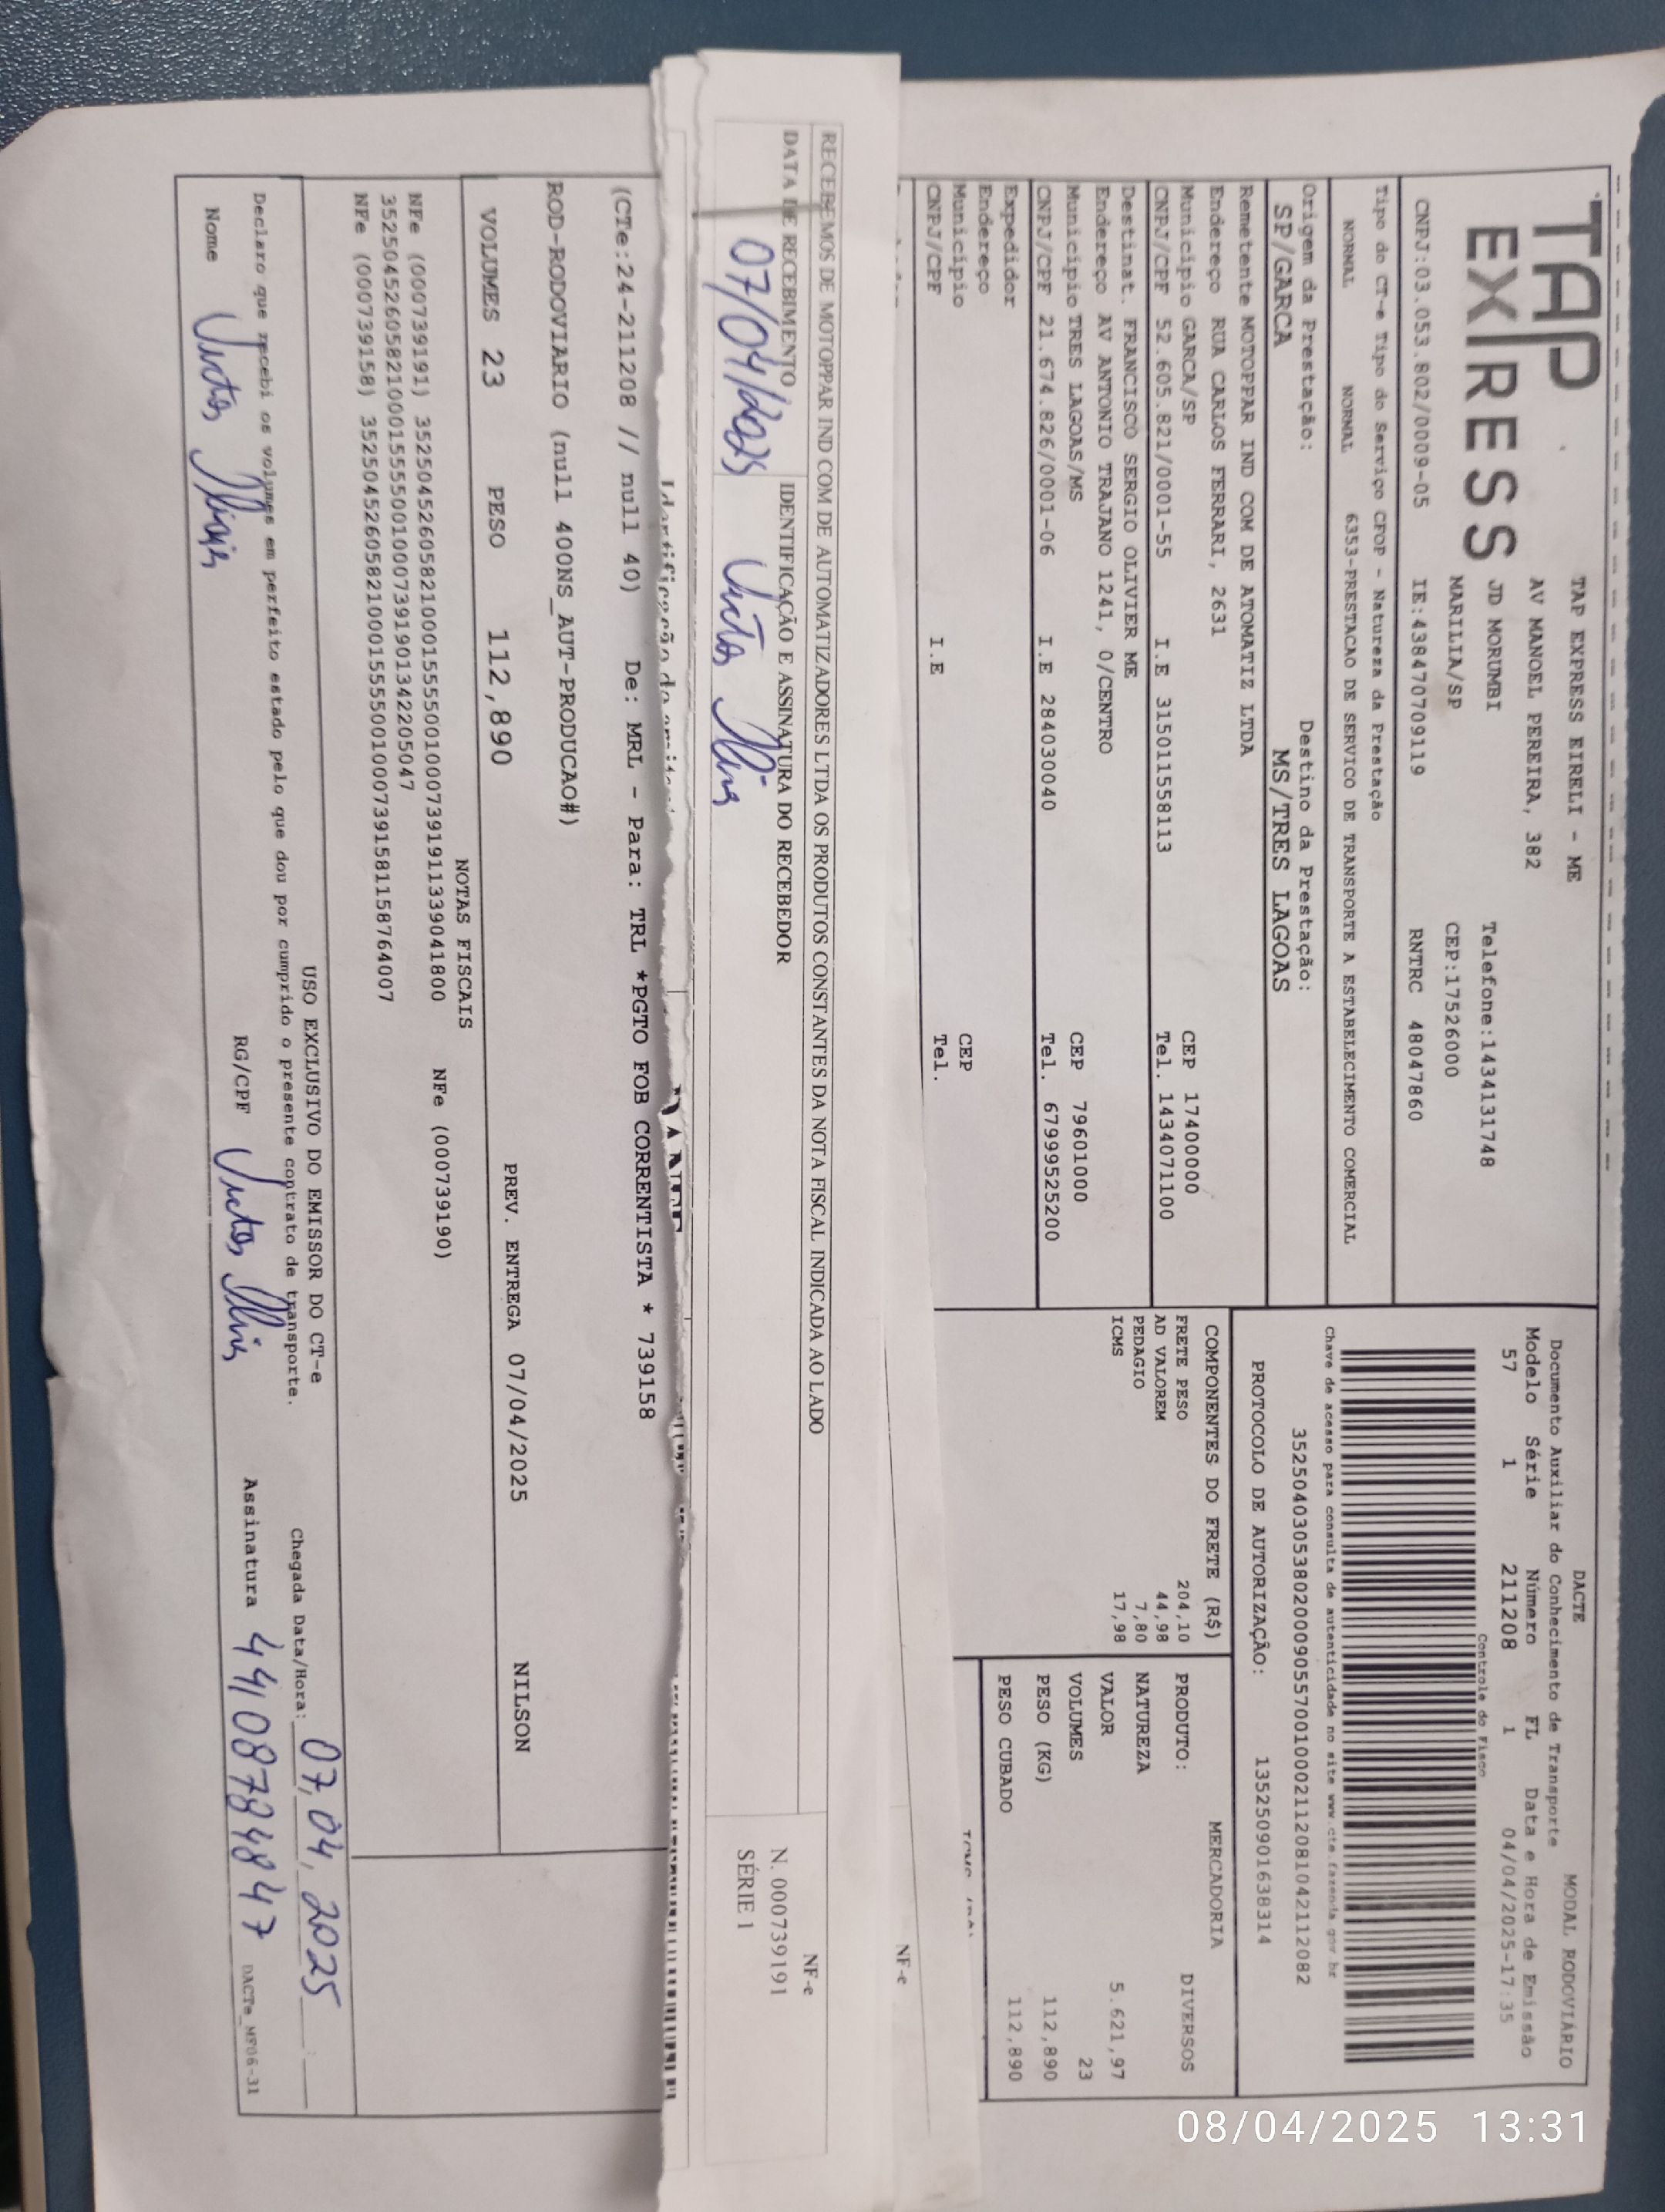 TAP
EXPRESS
TAP EXPRESS EIRELI - ME
AV MANOEL PEREIRA, 382
JD MORUMBI
Telefone:1434131748
MARILIA/SP
CEP:17526000
CNPJ:03.053.802/0009-05
IE:438470709119
RNTRC 48047860
Tipo do CT-e Tipo do Serviço CFOP - Natureza da Prestação
NORMAL NORMAL 6353-PRESTACAO DE SERVICO DE TRANSPORTE A ESTABELECIMENTO COMERCIAL
Origem da Prestação: Destino da Prestação:
SP/GARCA MS/TRES LAGOAS
Remetente MOTOPPAR IND COM DE ATOMATIZ LTDA
Endereço RUA CARLOS FERRARI, 2631
Município GARCA/SP CEP 17400000
CNPJ/CPF 52.605.821/0001-55 I.E 315011558113 Tel. 1434071100
Destinat. FRANCISCO SERGIO OLIVIER ME
Endereço AV ANTONIO TRAJANO 1241, 0/CENTRO
Município TRES LAGOAS/MS CEP 79601000
CNPJ/CPF 21.674.826/0001-06 I.E 284030040 Tel. 67999525200
Expedidor
Endereço
Município CEP
CNPJ/CPF I.E Tel.
DACTE MODAL RODOVIÁRIO
Documento Auxiliar do Conhecimento de Transporte
Modelo Série Número FL Data e Hora de Emissão
57 1 211208 1 04/04/2025-17:35
Controle do Fisco
Chave de acesso para consulta de autenticidade no site www.cte.fazenda.gov.br
35250403053802000905570010002112081042112082
PROTOCOLO DE AUTORIZAÇÃO: 135250901638314
COMPONENTES DO FRETE (R$)
FRETE PESO 204,10
AD VALOREM 44,98
PEDAGIO 7,80
ICMS 17,98
MERCADORIA
PRODUTO: DIVERSOS
NATUREZA
VALOR 5.621,97
VOLUMES 23
PESO (KG) 112,890
PESO CUBADO 112,890
NF-e
RECEBEMOS DE MOTOPPAR IND COM DE AUTOMATIZADORES LTDA OS PRODUTOS CONSTANTES DA NOTA FISCAL INDICADA AO LADO
NF-e
DATA DE RECEBIMENTO IDENTIFICAÇÃO E ASSINATURA DO RECEBEDOR
N. 000739191
SÉRIE 1
07/04/2025
(CTe:24-211208 // null 40) De: MRL - Para: TRL *PGTO FOB CORRENTISTA * 739158
ROD-RODOVIARIO (null 400NS_AUT-PRODUCAO#)
VOLUMES 23 PESO 112,890 PREV. ENTREGA 07/04/2025 NILSON
NOTAS FISCAIS
NFe (000739191) 35250452605821000155550010007391911339041800 NFe (000739190)
35250452605821000155550010007391901342205047
NFe (000739158) 35250452605821000155550010007391581158764007
USO EXCLUSIVO DO EMISSOR DO CT-e
Declaro que recebi os volumes em perfeito estado pelo que dou por cumprido o presente contrato de transporte.
Chegada Data/Hora: 07,04,2025
Nome RG/CPF Assinatura 44108784847
DACTe_MF06-31
08/04/2025 13:31